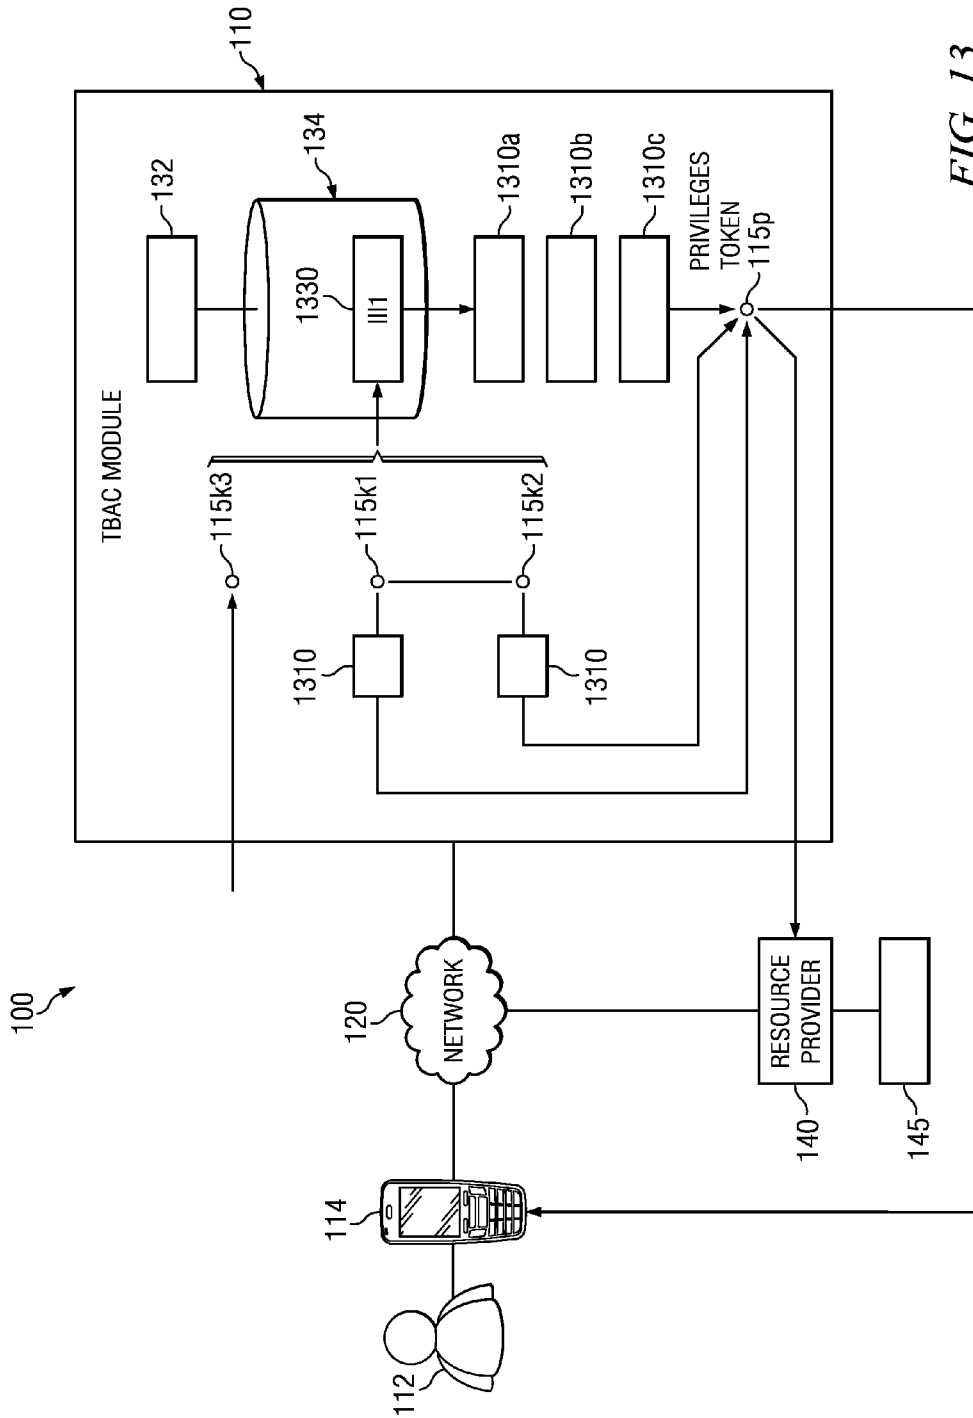 100
TBAC MODULE
132
110
115k3
1310
1330
134
114
120
115k1
III1
112
NETWORK
1310a
115k2
1310
1310b
1310c
PRIVILEGES
TOKEN
115p
RESOURCE
PROVIDER
140
145
FIG. 13